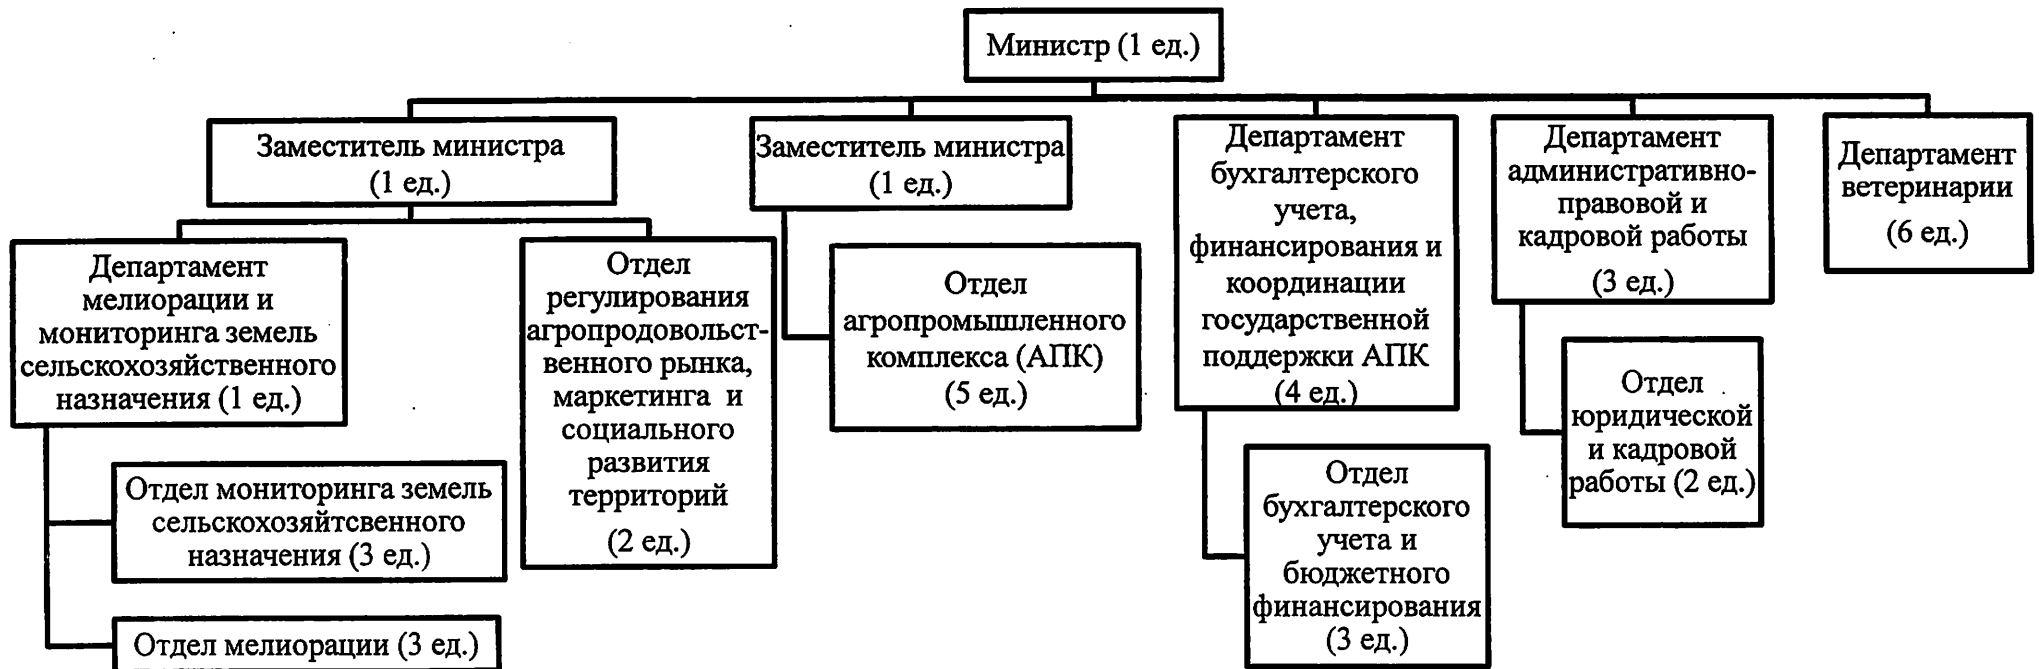 Министр (1 ед.)
Заместитель министра
(1 ед.)
Заместитель министра
(1 ед.)
Департамент
бухгалтерского
учета,
финансирования и
координации
государственной
поддержки АПК
(4 ед.)
Департамент
административно-
правовой и
кадровой работы
(3 ед.)
Департамент
ветеринарии
(6 ед.)
Департамент
мелиорации и
мониторинга земель
сельскохозяйственного
назначения (1 ед.)
Отдел
регулирования
агропродовольст-
венного рынка,
маркетинга и
социального
развития
территорий
(2 ед.)
Отдел
агропромышленного
комплекса (АПК)
(5 ед.)
Отдел
юридической
и кадровой
работы (2 ед.)
Отдел мониторинга земель
сельскохозяйтсвенного
назначения (3 ед.)
Отдел
бухгалтерского
учета и
бюджетного
финансирования
(3 ед.)
Отдел мелиорации (3 ед.)